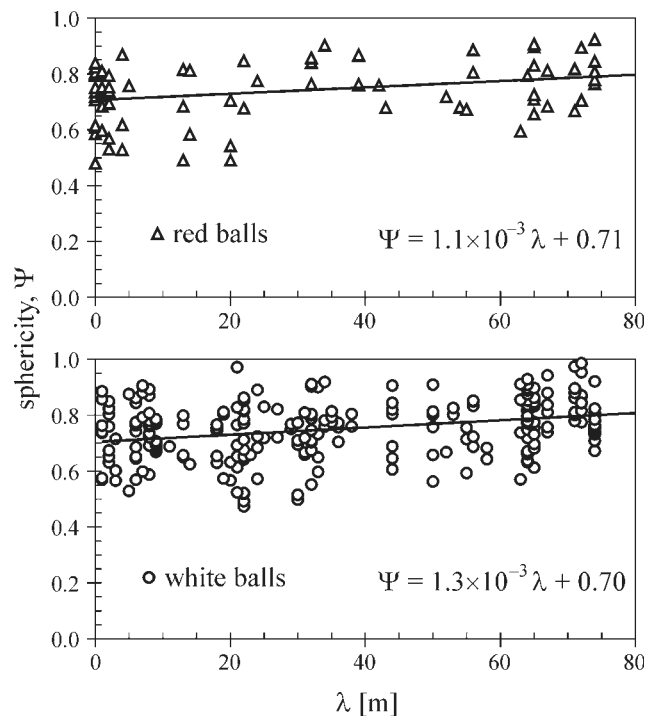 1.0
0.8
0.6
0.4
0.2
0.0
△ red balls
Ψ = 1.1×10⁻³ λ + 0.71
0 20 40 60 80
sphericity, Ψ
1.0
0.8
0.6
0.4
0.2
0.0
○ white balls
Ψ = 1.3×10⁻³ λ + 0.70
0 20 40 60 80
λ [m]